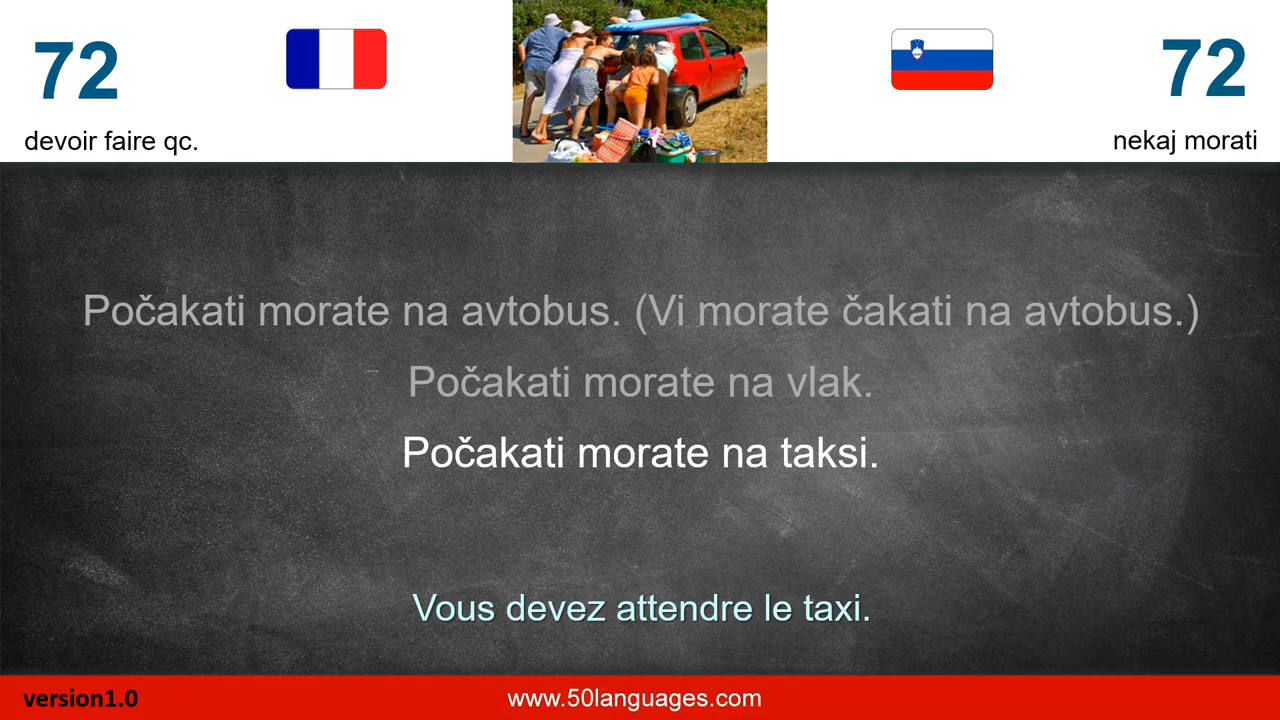 72
72
devoir faire qc.
nekaj morati
Počakati morate na avtobus. (Vi morate čakati na avtobus.)
Počakati morate na vlak.
Počakati morate na taksi.
Vous devez attendre le taxi.
version1.0
www.50languages.com